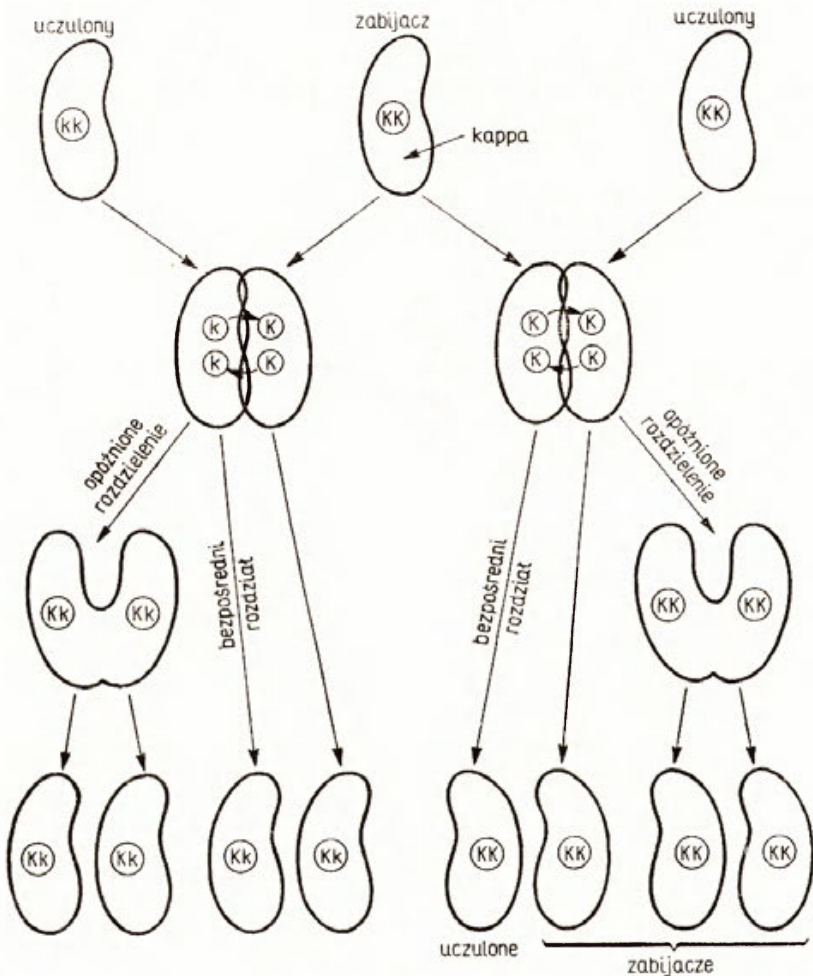 uczulony
zabijacz
uczulony
kk
KK
KK
kappa
k K
k K
K K
K K
opóźnione
rozdzielenie
bezpośredni
rozdział
bezpośredni
rozdział
opóźnione
rozdzielenie
Kk Kk
KK KK
Kk
Kk
Kk
Kk
KK
KK
KK
KK
uczulone
zabijacze